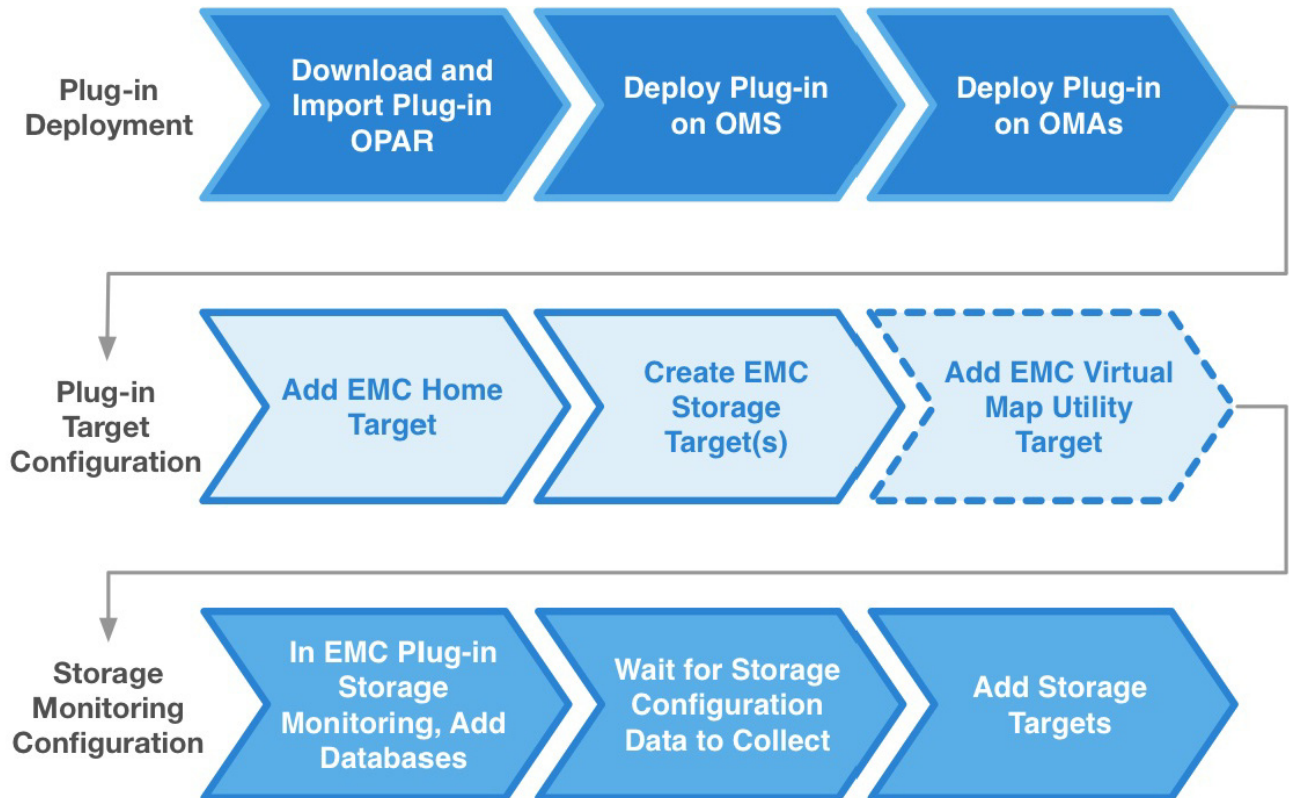 Plug-in
Deployment
Download and
Import Plug-in
OPAR
Deploy Plug-in
on OMS
Deploy Plug-in
on OMAs
Plug-in
Target
Configuration
Add EMC Home
Target
Create EMC
Storage
Target(s)
Add EMC Virtual
Map Utility
Target
Storage
Monitoring
Configuration
In EMC Plug-in
Storage
Monitoring, Add
Databases
Wait for Storage
Configuration
Data to Collect
Add Storage
Targets